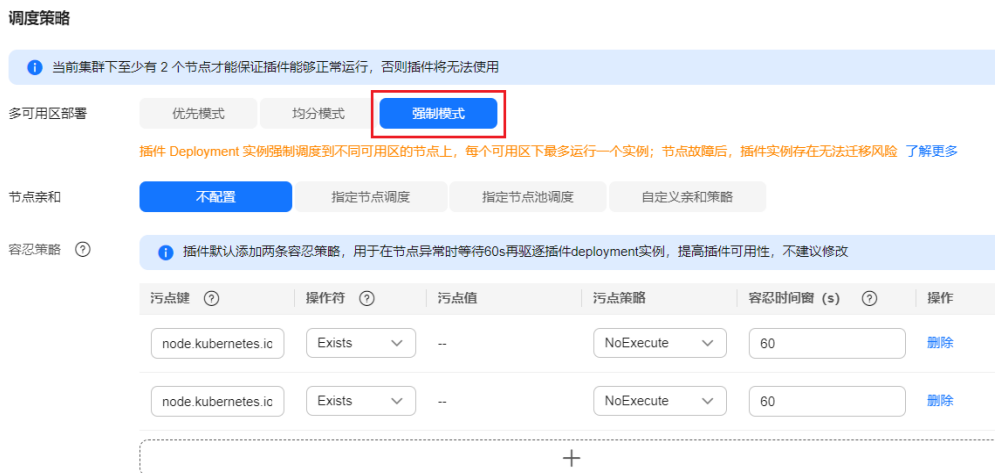 调度策略
当前集群下至少有 2 个节点才能保证插件能够正常运行，否则插件将无法使用
多可用区部署 优先模式 均分模式 强制模式
插件 Deployment 实例强制调度到不同可用区的节点上，每个可用区下最多运行一个实例；节点故障后，插件实例存在无法迁移风险 了解更多
节点亲和 不配置 指定节点调度 指定节点池调度 自定义亲和策略
容忍策略 ? 插件默认添加两条容忍策略，用于在节点异常时等待60s再驱逐插件deployment实例，提高插件可用性，不建议修改
污点键 ? 操作符 ? 污点值 污点策略 容忍时间窗 (s) ? 操作
node.kubernetes.ic Exists -- NoExecute 60 删除
node.kubernetes.ic Exists -- NoExecute 60 删除